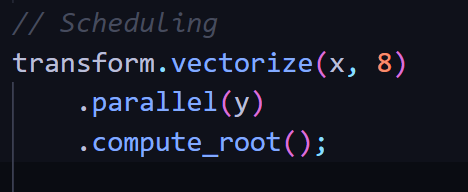 // Scheduling
transform.vectorize(x, 8)
    .parallel(y)
    .compute_root();